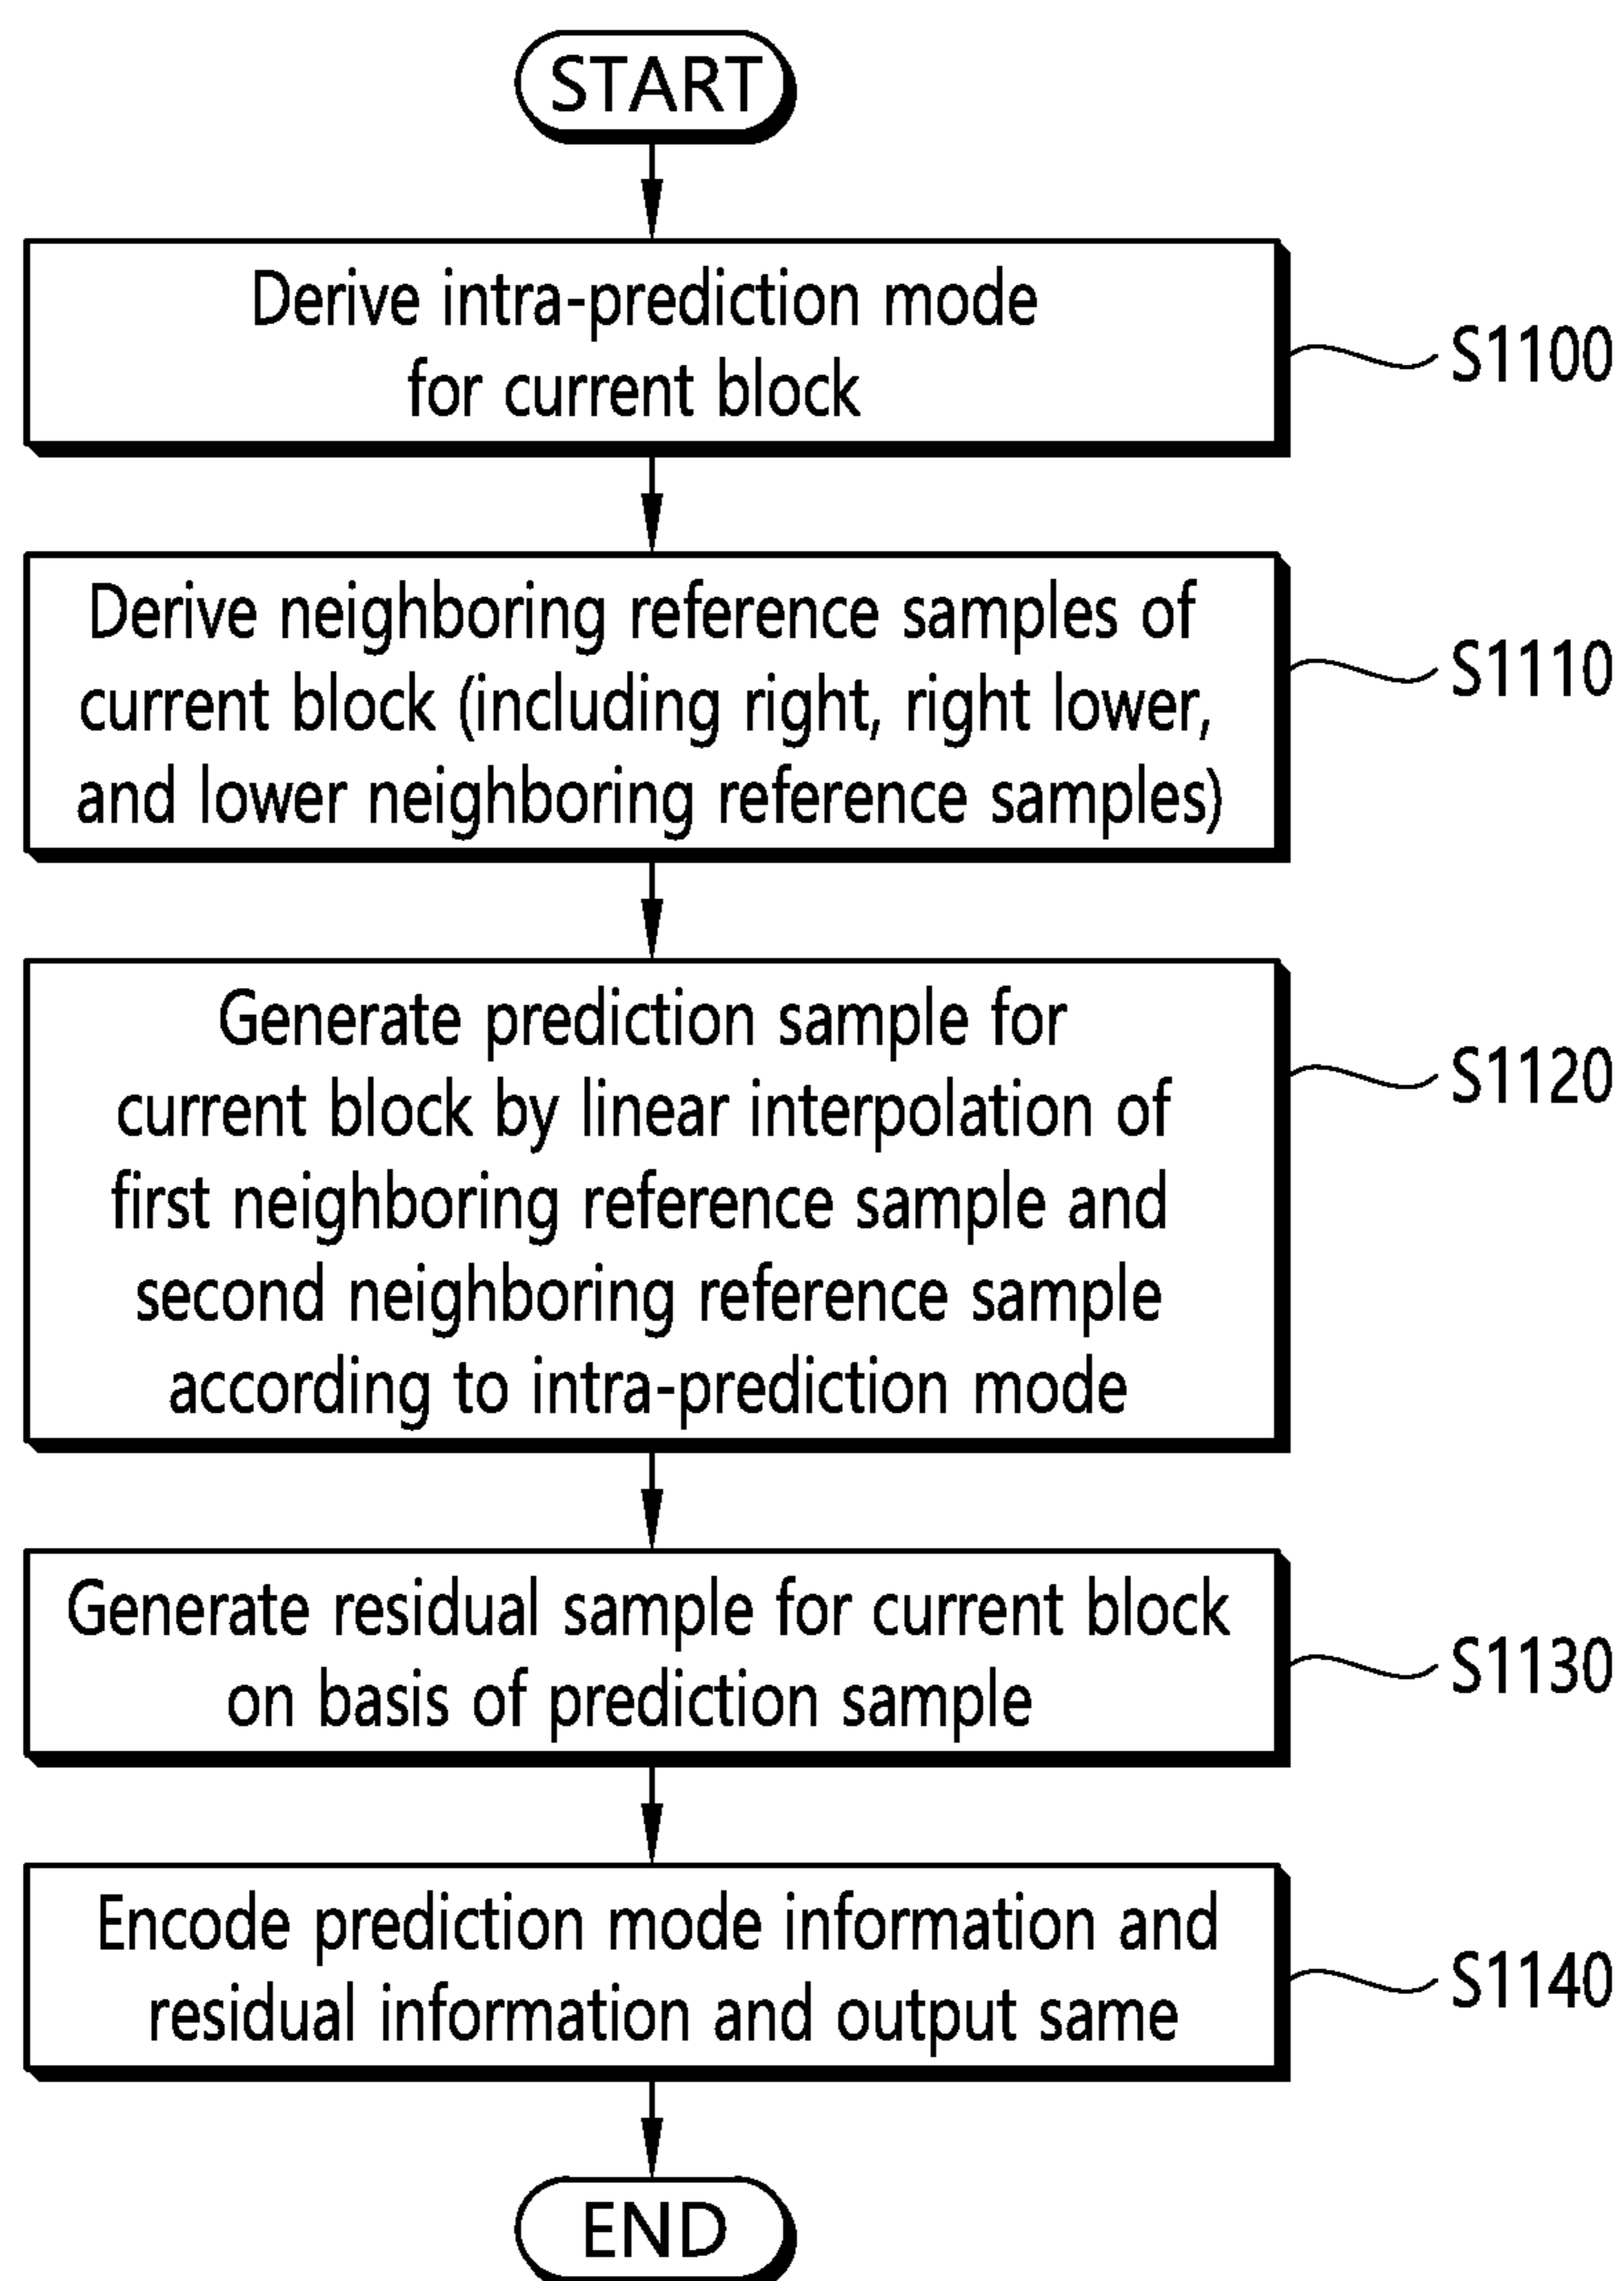 START
Derive intra-prediction mode
for current block
S1100
Derive neighboring reference samples of
current block (including right, right lower,
and lower neighboring reference samples)
S1110
Generate prediction sample for
current block by linear interpolation of
first neighboring reference sample and
second neighboring reference sample
according to intra-prediction mode
S1120
Generate residual sample for current block
on basis of prediction sample
S1130
Encode prediction mode information and
residual information and output same
S1140
END